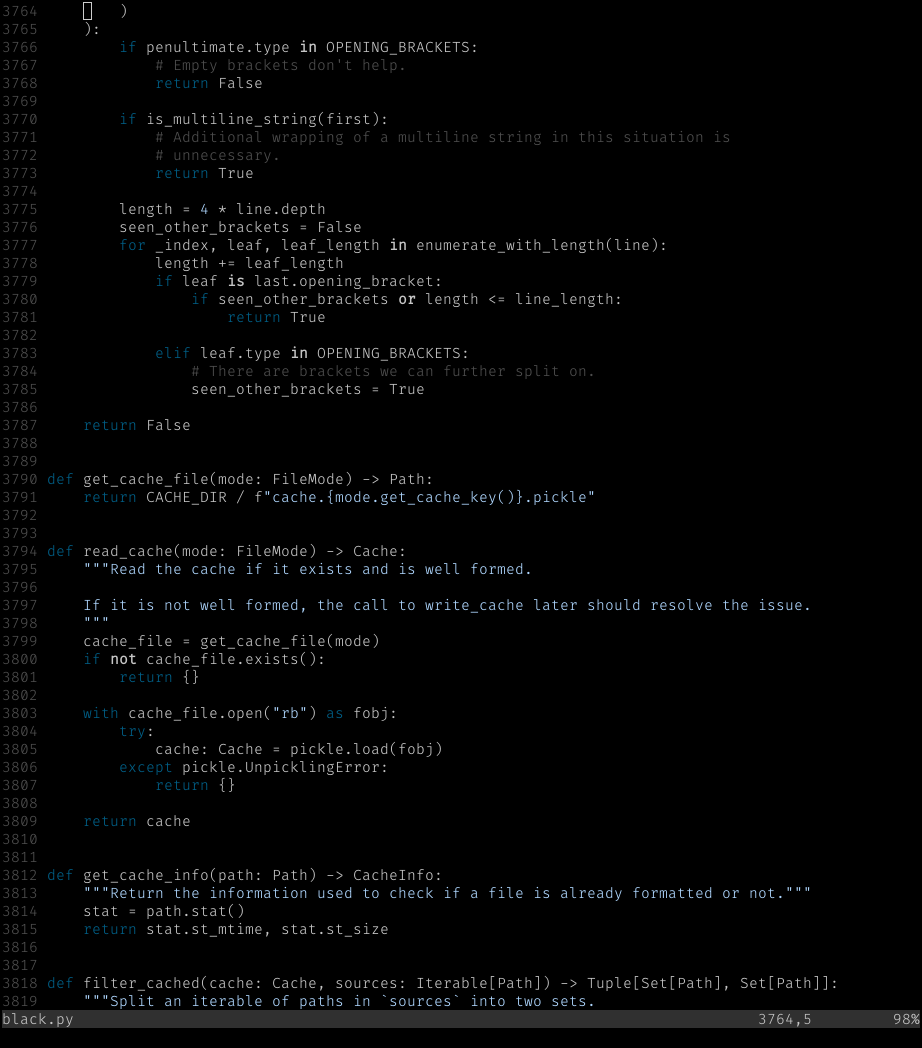 3764         )
3765     ):
3766         if penultimate.type in OPENING_BRACKETS:
3767             # Empty brackets don't help.
3768             return False
3769
3770         if is_multiline_string(first):
3771             # Additional wrapping of a multiline string in this situation is
3772             # unnecessary.
3773             return True
3774
3775         length = 4 * line.depth
3776         seen_other_brackets = False
3777         for _index, leaf, leaf_length in enumerate_with_length(line):
3778             length += leaf_length
3779             if leaf is last.opening_bracket:
3780                 if seen_other_brackets or length <= line_length:
3781                     return True
3782
3783             elif leaf.type in OPENING_BRACKETS:
3784                 # There are brackets we can further split on.
3785                 seen_other_brackets = True
3786
3787     return False
3788
3789
3790 def get_cache_file(mode: FileMode) -> Path:
3791     return CACHE_DIR / f"cache.{mode.get_cache_key()}.pickle"
3792
3793
3794 def read_cache(mode: FileMode) -> Cache:
3795     """Read the cache if it exists and is well formed.
3796
3797     If it is not well formed, the call to write_cache later should resolve the issue.
3798     """
3799     cache_file = get_cache_file(mode)
3800     if not cache_file.exists():
3801         return {}
3802
3803     with cache_file.open("rb") as fobj:
3804         try:
3805             cache: Cache = pickle.load(fobj)
3806         except pickle.UnpicklingError:
3807             return {}
3808
3809     return cache
3810
3811
3812 def get_cache_info(path: Path) -> CacheInfo:
3813     """Return the information used to check if a file is already formatted or not."""
3814     stat = path.stat()
3815     return stat.st_mtime, stat.st_size
3816
3817
3818 def filter_cached(cache: Cache, sources: Iterable[Path]) -> Tuple[Set[Path], Set[Path]]:
3819     """Split an iterable of paths in `sources` into two sets.
black.py 3764,5 98%